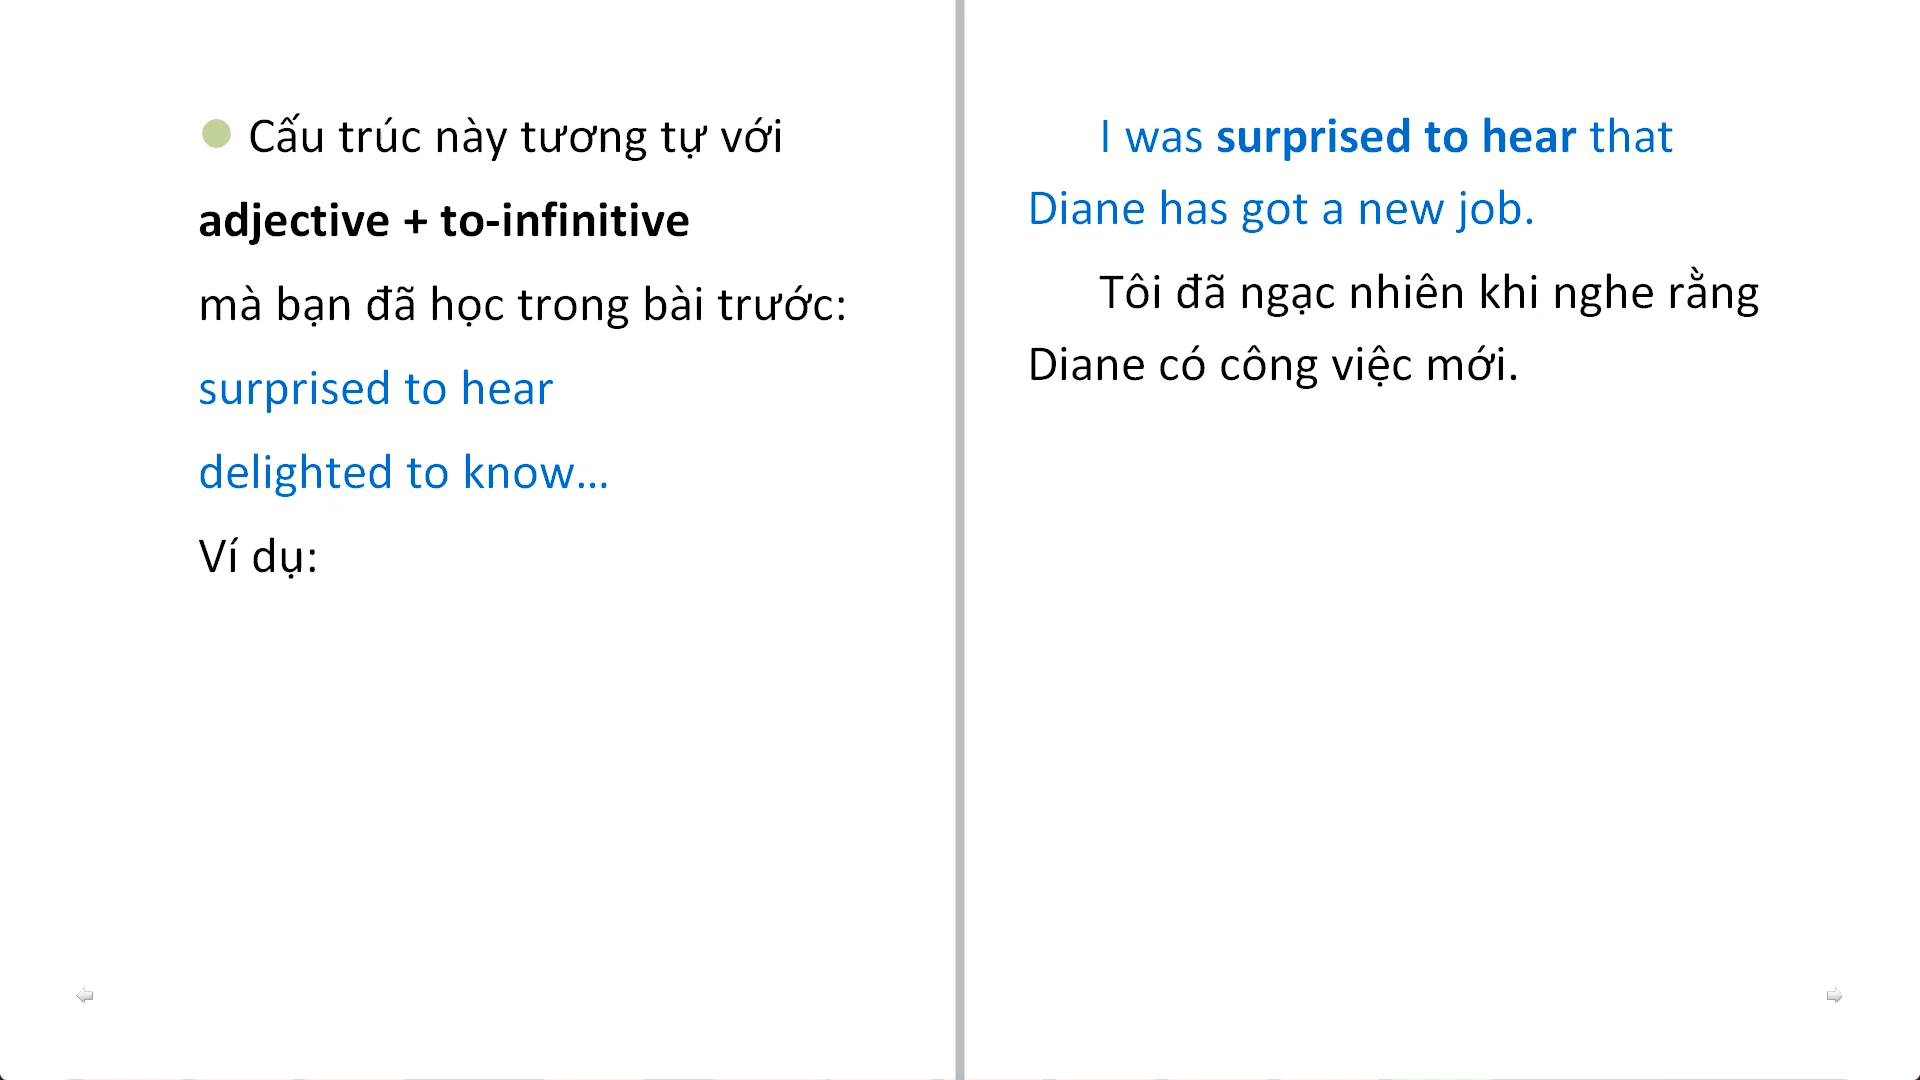 Cấu trúc này tương tự với
adjective + to-infinitive
mà bạn đã học trong bài trước:
surprised to hear
delighted to know...
Ví dụ:
I was surprised to hear that
Diane has got a new job.
Tôi đã ngạc nhiên khi nghe rằng
Diane có công việc mới.